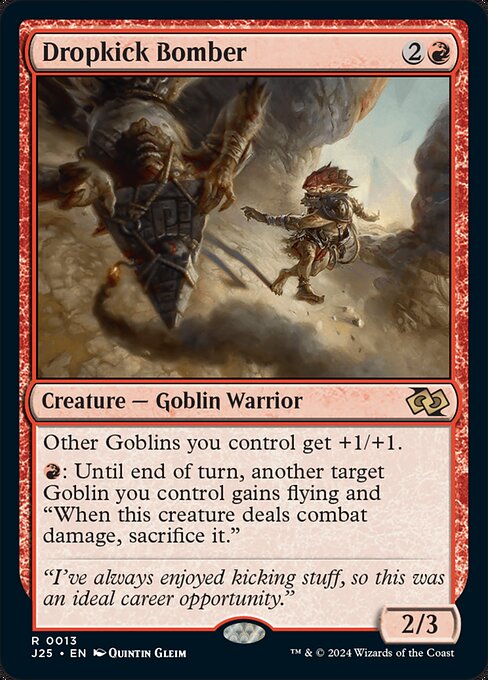 Dropkick Bomber 2
Creature — Goblin Warrior
Other Goblins you control get +1/+1.
: Until end of turn, another target
Goblin you control gains flying and
“When this creature deals combat
damage, sacrifice it.”
“I’ve always enjoyed kicking stuff, so this was
an ideal career opportunity.”
2/3
R 0013
J25 • EN Quintin Gleim
™ & © 2024 Wizards of the Coast